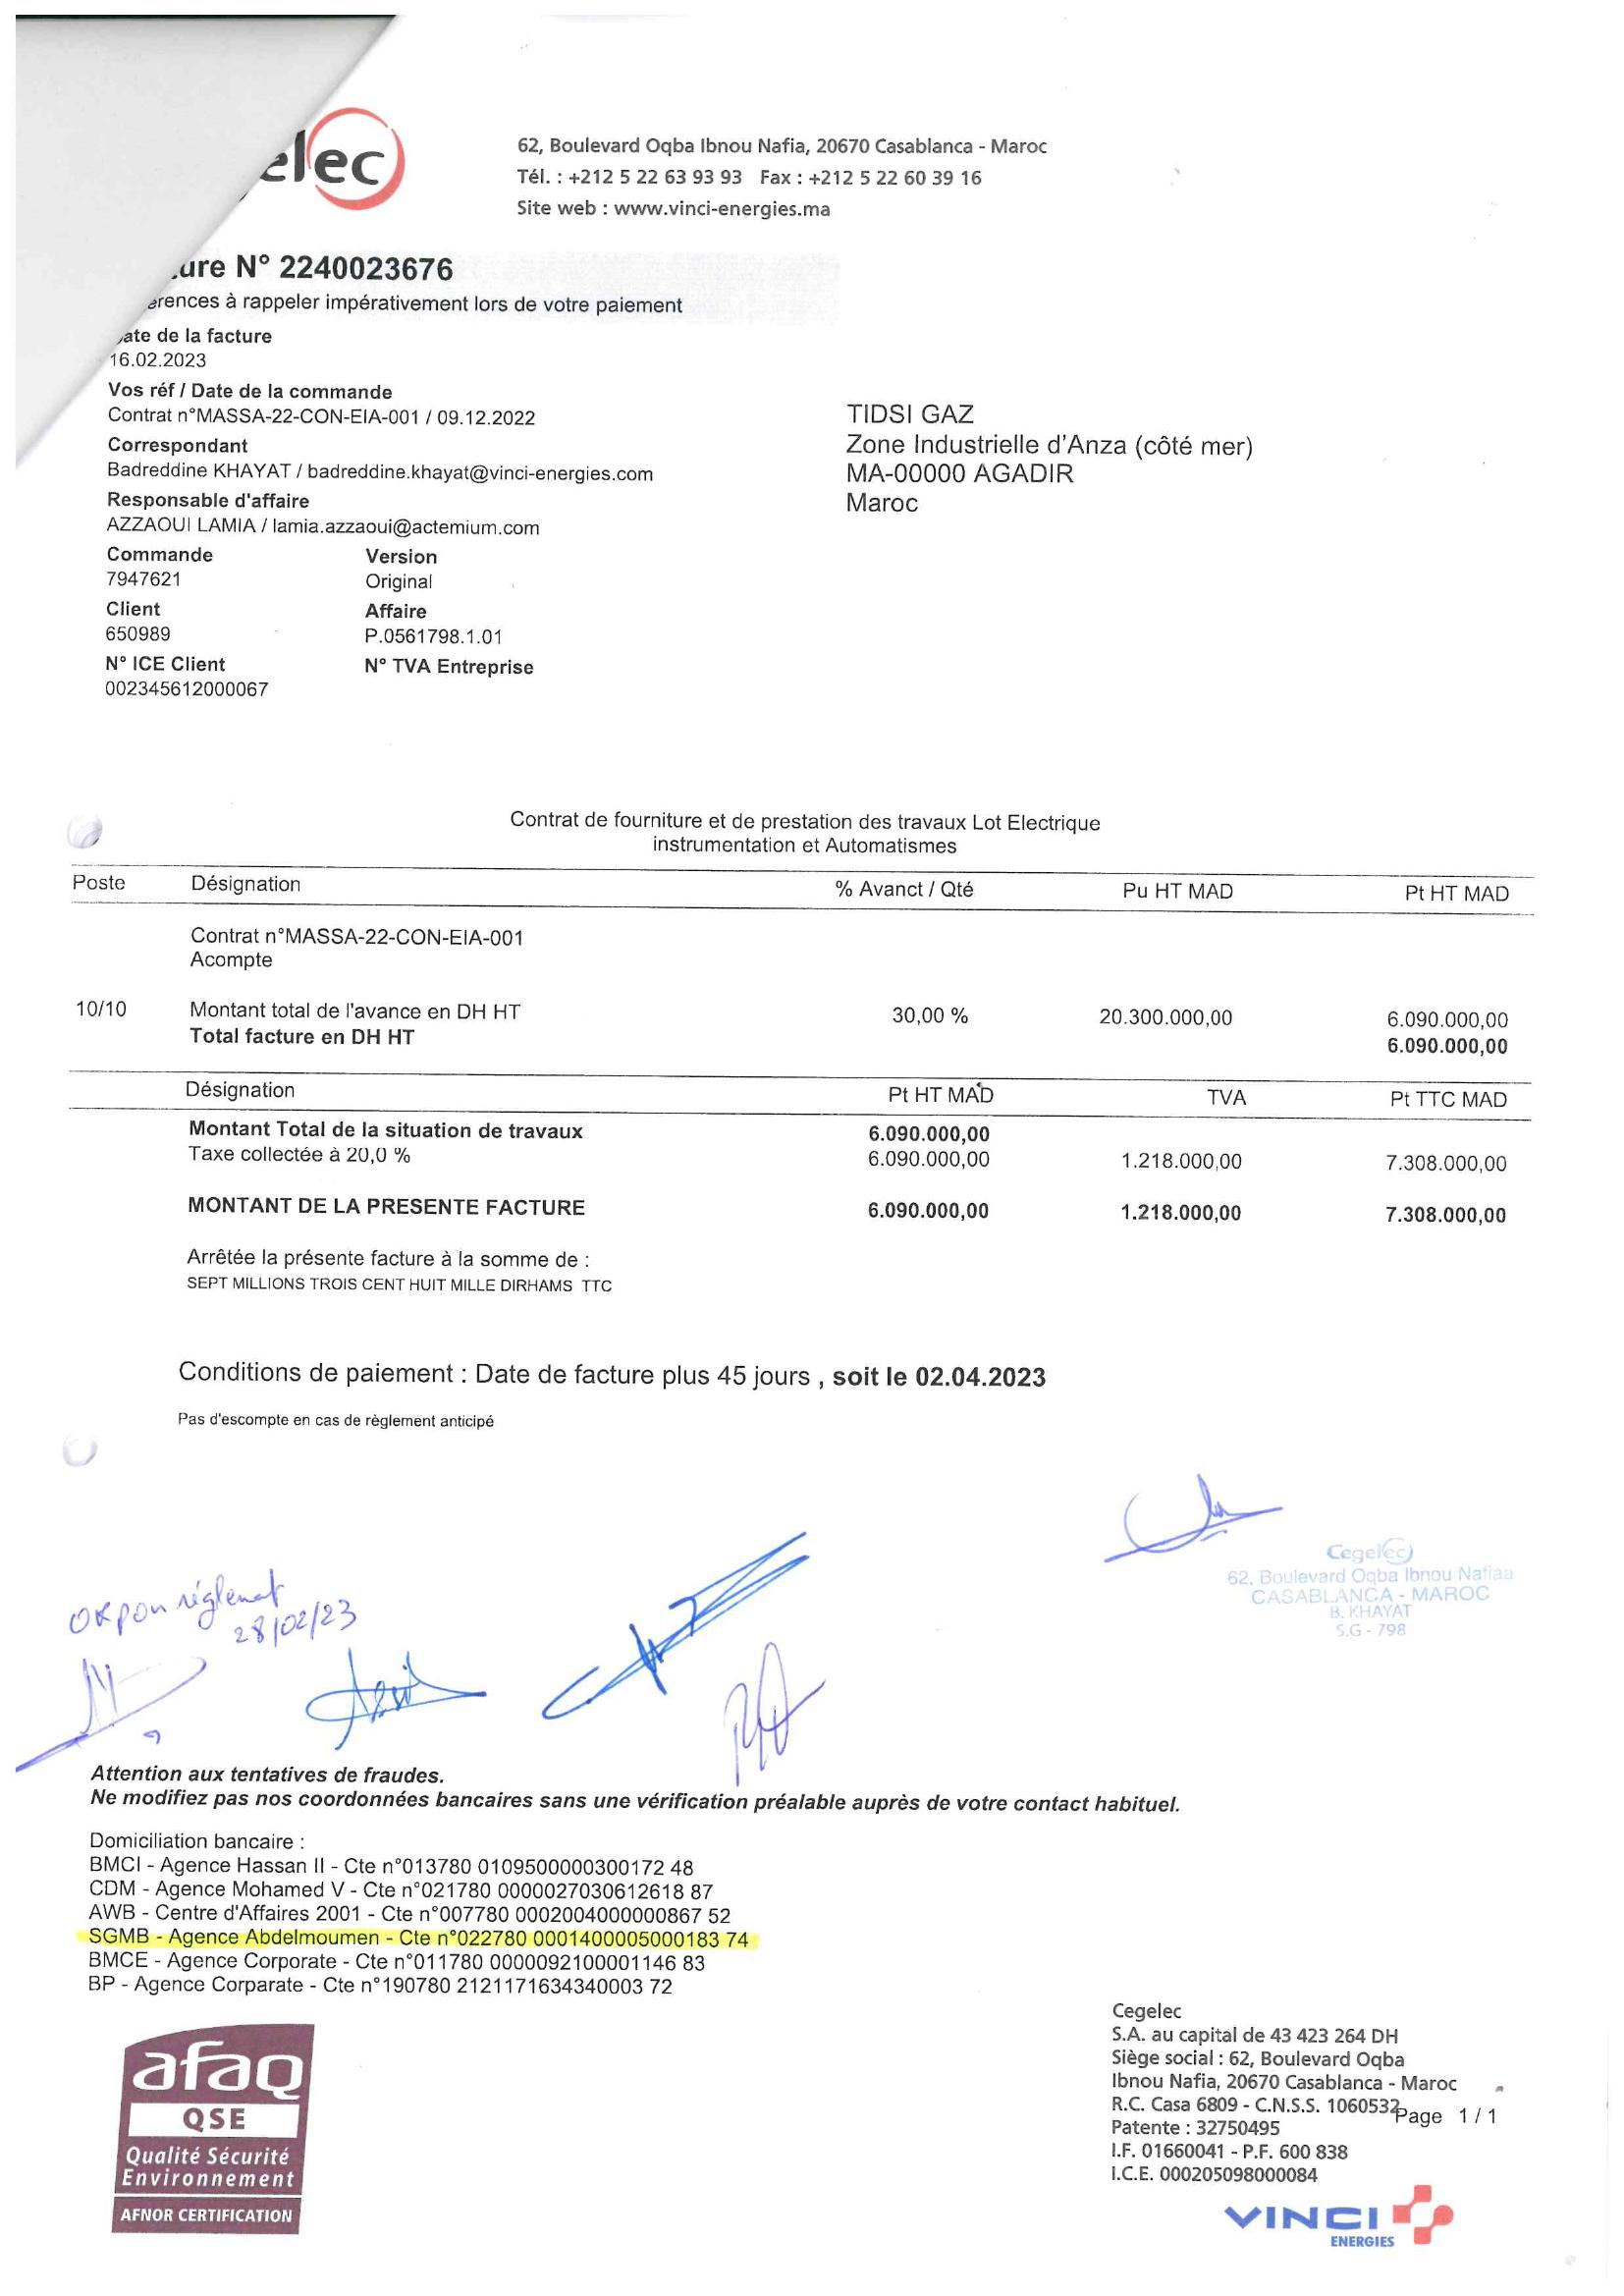 elec
62, Boulevard Oqba Ibnou Nafia, 20670 Casablanca - Maroc
Tél. : +212 5 22 63 93 93 Fax : +212 5 22 60 39 16
Site web : www.vinci-energies.ma
ure N° 2240023676
érences à rappeler impérativement lors de votre paiement
ate de la facture
16.02.2023
Vos réf / Date de la commande
Contrat n°MASSA-22-CON-EIA-001 / 09.12.2022
Correspondant
Badreddine KHAYAT / badreddine.khayat@vinci-energies.com
Responsable d'affaire
AZZAOUI LAMIA / lamia.azzaoui@actemium.com
Commande Version
7947621 Original
Client Affaire
650989 P.0561798.1.01
N° ICE Client N° TVA Entreprise
002345612000067
TIDSI GAZ
Zone Industrielle d'Anza (côté mer)
MA-00000 AGADIR
Maroc
Contrat de fourniture et de prestation des travaux Lot Electrique
instrumentation et Automatismes
Poste Désignation % Avanct / Qté Pu HT MAD Pt HT MAD
Contrat n°MASSA-22-CON-EIA-001
Acompte
10/10 Montant total de l'avance en DH HT 30,00 % 20.300.000,00 6.090.000,00
Total facture en DH HT 6.090.000,00
Désignation Pt HT MAD TVA Pt TTC MAD
Montant Total de la situation de travaux 6.090.000,00
Taxe collectée à 20,0 % 6.090.000,00 1.218.000,00 7.308.000,00
MONTANT DE LA PRESENTE FACTURE 6.090.000,00 1.218.000,00 7.308.000,00
Arrêtée la présente facture à la somme de :
SEPT MILLIONS TROIS CENT HUIT MILLE DIRHAMS TTC
Conditions de paiement : Date de facture plus 45 jours , soit le 02.04.2023
Pas d'escompte en cas de règlement anticipé
Cegelec
62, Boulevard Oqba Ibnou Nafiaa
CASABLANCA - MAROC
B. KHAYAT
S.G - 798
OK pour réglement
28/02/23
Attention aux tentatives de fraudes.
Ne modifiez pas nos coordonnées bancaires sans une vérification préalable auprès de votre contact habituel.
Domiciliation bancaire :
BMCI - Agence Hassan II - Cte n°013780 0109500000300172 48
CDM - Agence Mohamed V - Cte n°021780 0000027030612618 87
AWB - Centre d'Affaires 2001 - Cte n°007780 0002004000000867 52
SGMB - Agence Abdelmoumen - Cte n°022780 0001400005000183 74
BMCE - Agence Corporate - Cte n°011780 0000092100001146 83
BP - Agence Corparate - Cte n°190780 2121171634340003 72
afaq
QSE
Qualité Sécurité
Environnement
AFNOR CERTIFICATION
Cegelec
S.A. au capital de 43 423 264 DH
Siège social : 62, Boulevard Oqba
Ibnou Nafia, 20670 Casablanca - Maroc
R.C. Casa 6809 - C.N.S.S. 1060532
Page 1 / 1
Patente : 32750495
I.F. 01660041 - P.F. 600 838
I.C.E. 000205098000084
VINCI
ENERGIES